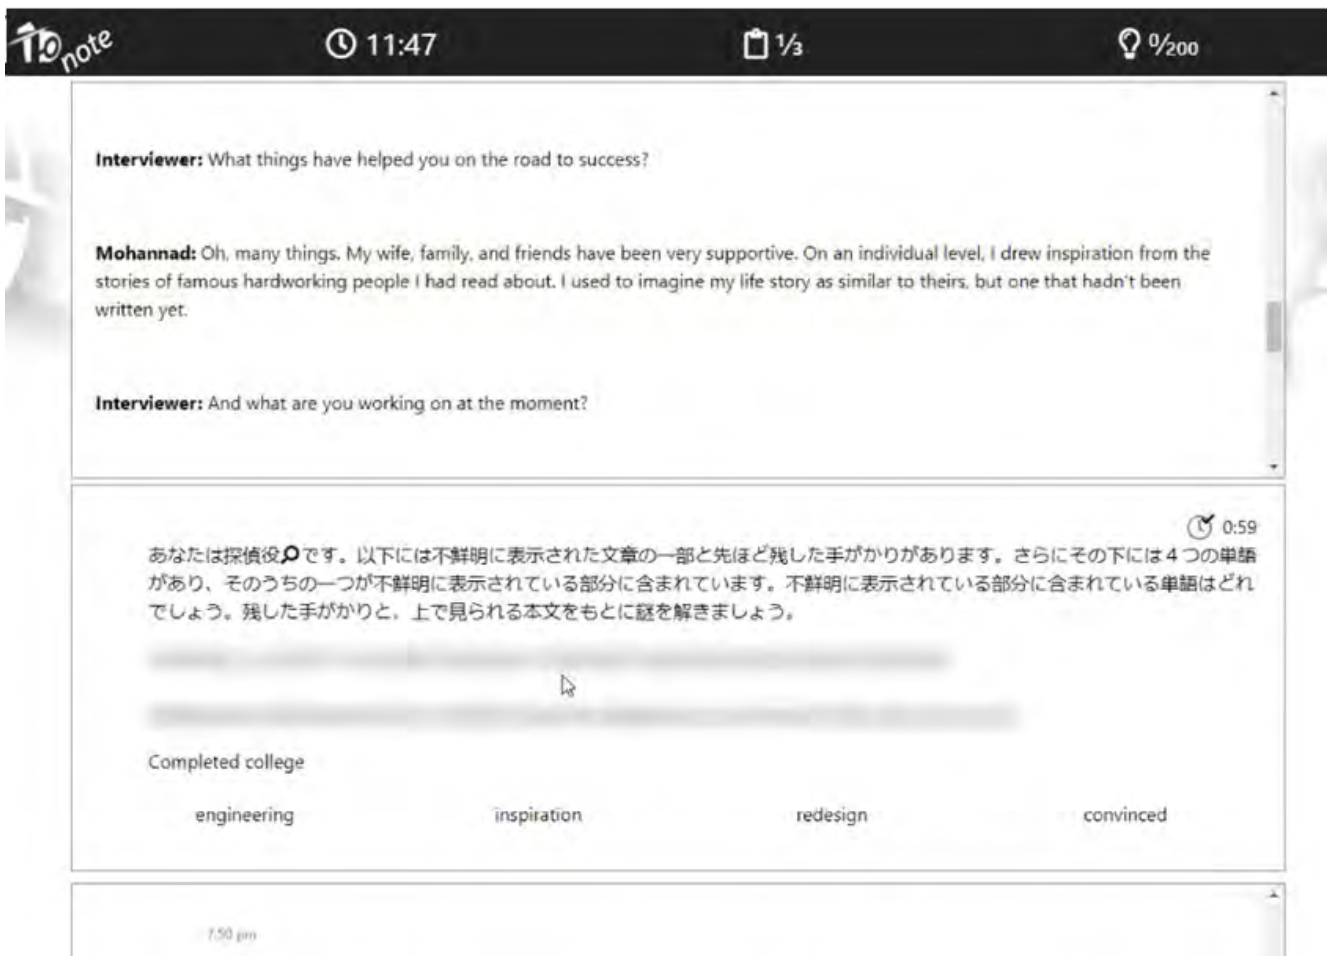 TOnote 11:47 1/3 0/200
Interviewer: What things have helped you on the road to success?
Mohannad: Oh, many things. My wife, family, and friends have been very supportive. On an individual level, I drew inspiration from the
stories of famous hardworking people I had read about. I used to imagine my life story as similar to theirs, but one that hadn't been
written yet.
Interviewer: And what are you working on at the moment?
0:59
あなたは探偵役です。以下には不鮮明に表示された文章の一部と先ほど残した手がかりがあります。さらにその下には４つの単語
があり、そのうちの一つが不鮮明に表示されている部分に含まれています。不鮮明に表示されている部分に含まれている単語はどれ
でしょう。残した手がかりと、上で見られる本文をもとに謎を解きましょう。
Completed college
engineering inspiration redesign convinced
7:50 pm